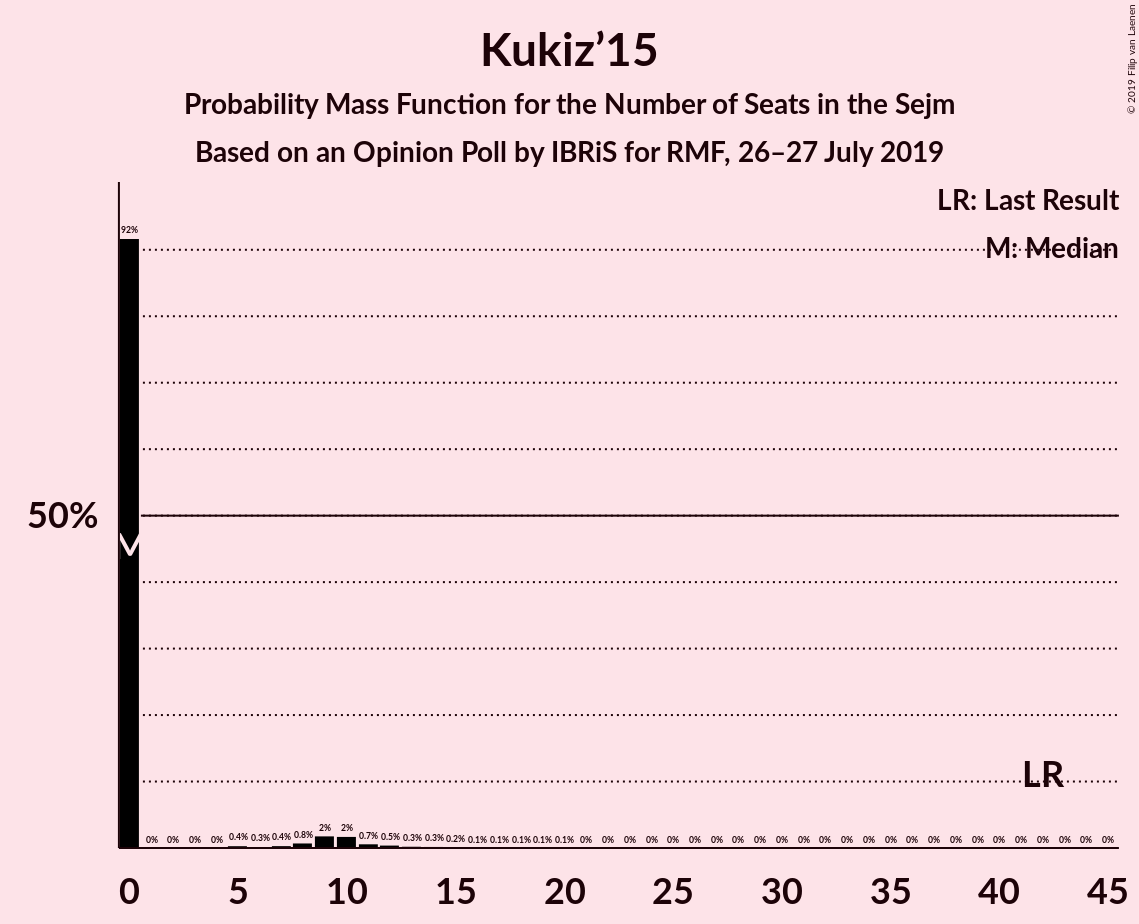 Kukiz’15
Probability Mass Function for the Number of Seats in the Sejm
Based on an Opinion Poll by IBRiS for RMF, 26–27 July 2019
© 2019 Filip van Laenen
LR: Last Result
M: Median
92%
50%
LR
0% 0% 0% 0% 0.4% 0.3% 0.4% 0.8% 2% 2% 0.7% 0.5% 0.3% 0.3% 0.2% 0.1% 0.1% 0.1% 0.1% 0.1% 0% 0% 0% 0% 0% 0% 0% 0% 0% 0% 0% 0% 0% 0% 0% 0% 0% 0% 0% 0% 0% 0% 0% 0% 0%
0 5 10 15 20 25 30 35 40 45